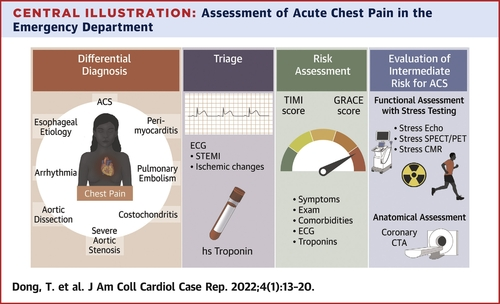 CENTRAL ILLUSTRATION: Assessment of Acute Chest Pain in the
Emergency Department
Differential
Diagnosis
ACS
Esophageal
Etiology
Peri-
myocarditis
Arrhythmia
Pulmonary
Embolism
Chest Pain
Aortic
Dissection
Costochondritis
Severe
Aortic
Stenosis
Triage
ECG
• STEMI
• Ischemic changes
hs Troponin
Risk
Assessment
TIMI
score
GRACE
score
• Symptoms
• Exam
• Comorbidities
• ECG
• Troponins
Evaluation of
Intermediate
Risk for ACS
Functional Assessment
with Stress Testing
• Stress Echo
• Stress SPECT/PET
• Stress CMR
Anatomical Assessment
Coronary
CTA
Dong, T. et al. J Am Coll Cardiol Case Rep. 2022;4(1):13–20.